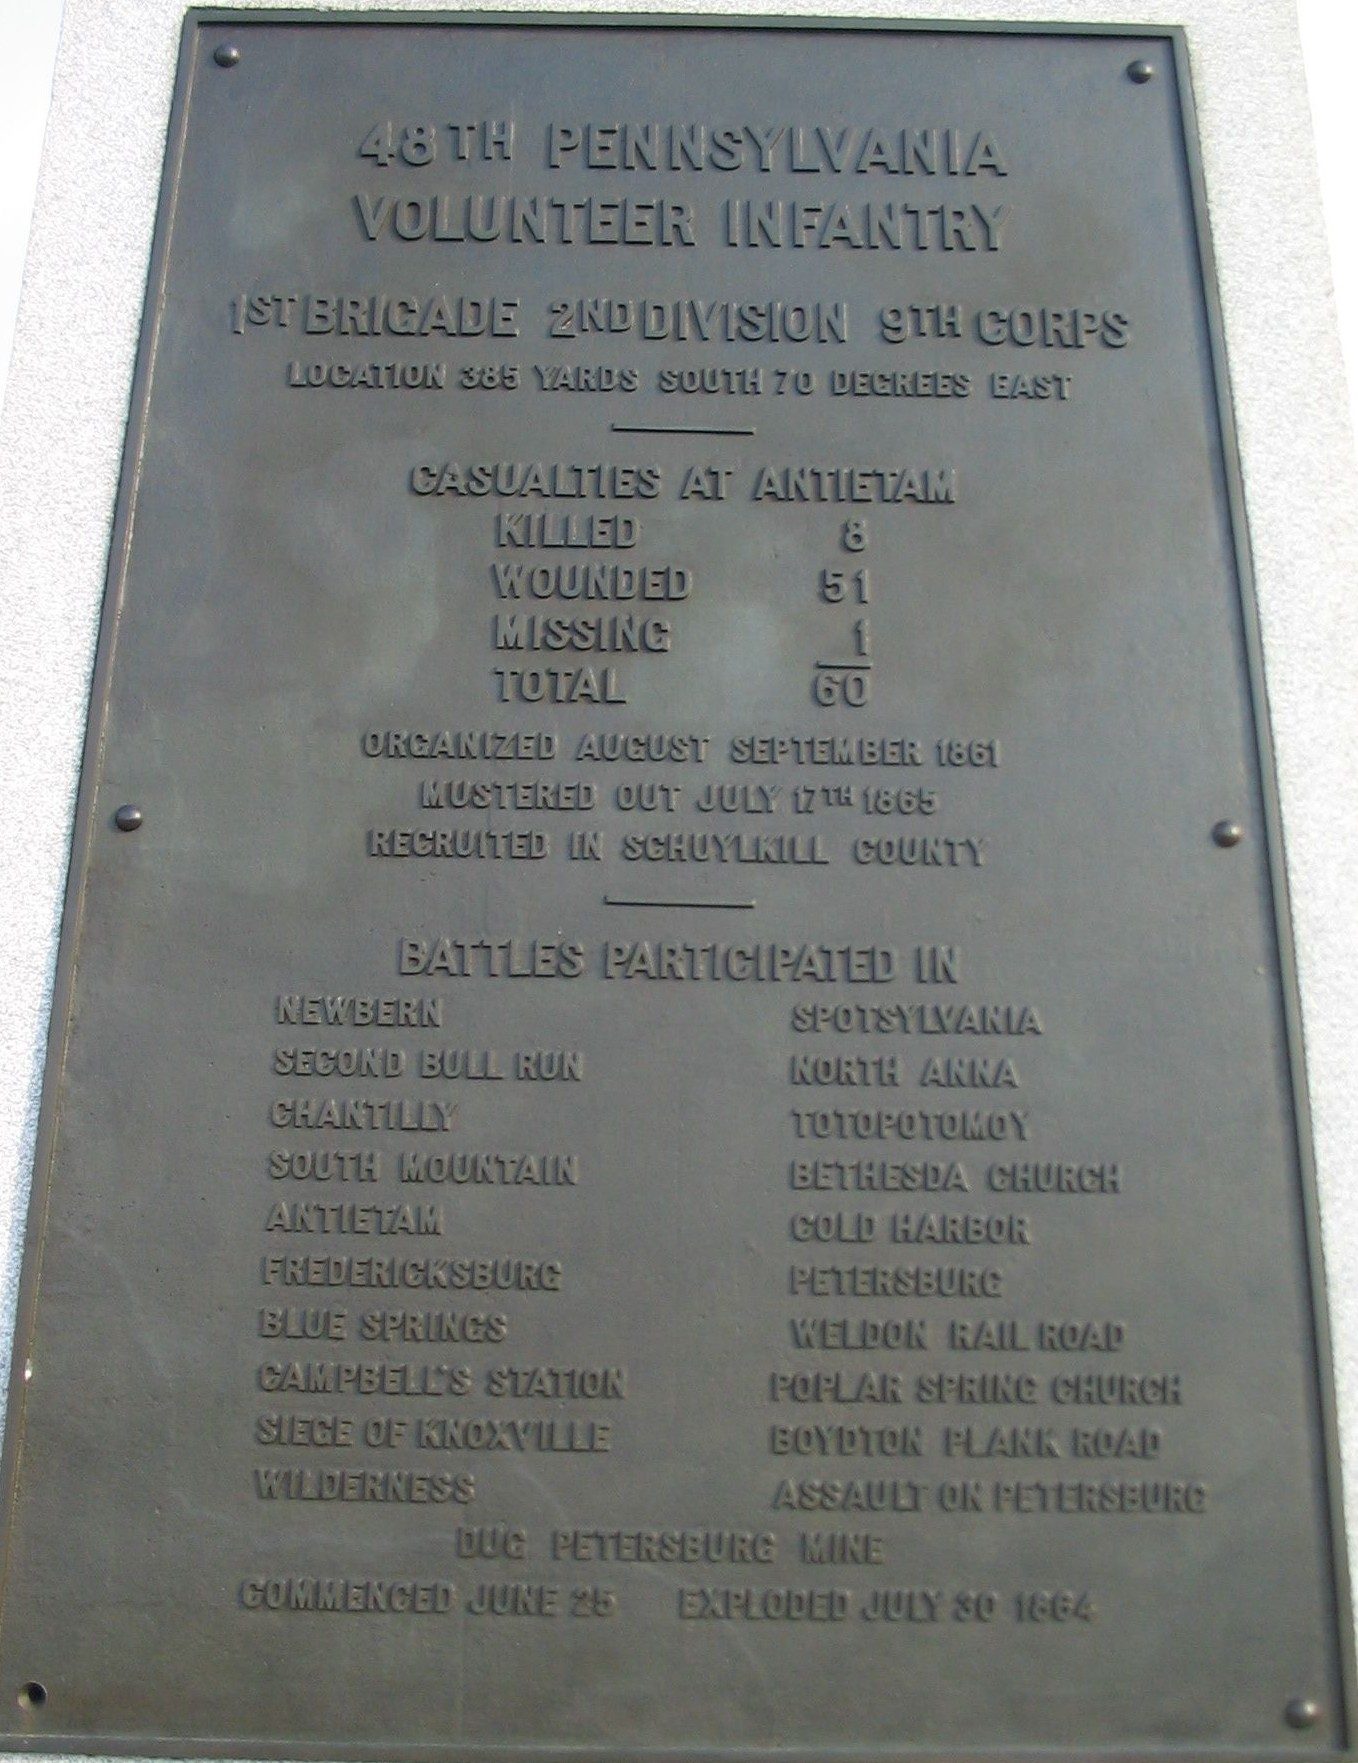 48TH PENNSYLVANIA
VOLUNTEER INFANTRY
1ST BRIGADE 2ND DIVISION 9TH CORPS
LOCATION 385 YARDS SOUTH 70 DEGREES EAST
CASUALTIES AT ANTIETAM
KILLED 8
WOUNDED 51
MISSING 1
TOTAL 60
ORGANIZED AUGUST SEPTEMBER 1861
MUSTERED OUT JULY 17TH 1865
RECRUITED IN SCHUYLKILL COUNTY
BATTLES PARTICIPATED IN
NEWBERN
SECOND BULL RUN
CHANTILLY
SOUTH MOUNTAIN
ANTIETAM
FREDERICKSBURG
BLUE SPRINGS
CAMPBELL'S STATION
SIEGE OF KNOXVILLE
WILDERNESS
SPOTSYLVANIA
NORTH ANNA
TOTOPOTOMOY
BETHESDA CHURCH
COLD HARBOR
PETERSBURG
WELDON RAIL ROAD
POPLAR SPRING CHURCH
BOYDTON PLANK ROAD
ASSAULT ON PETERSBURG
DUG PETERSBURG MINE
COMMENCED JUNE 25 EXPLODED JULY 30 1864